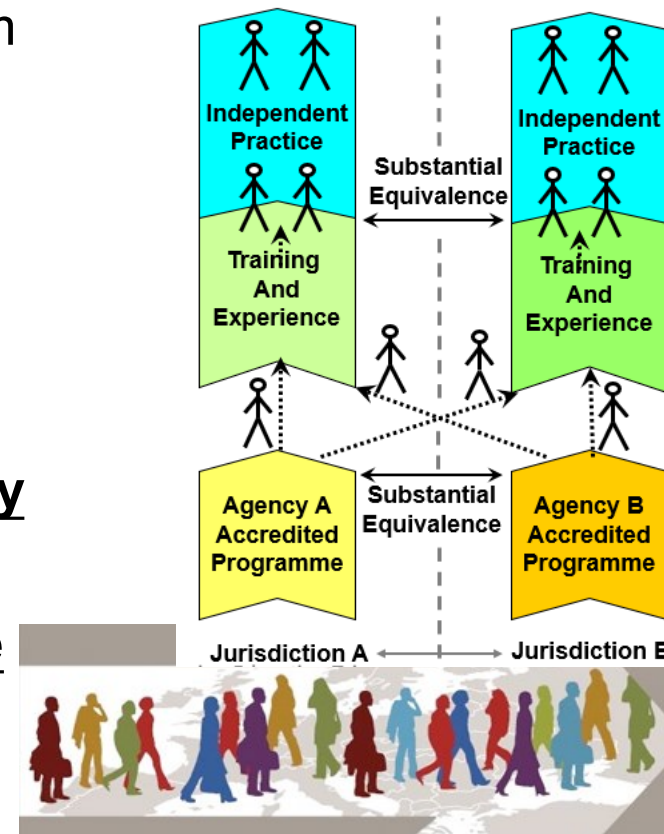 n
Independent
Practice
Independent
Practice
Substantial
Equivalence
Training
And
Experience
Training
And
Experience
y
Agency A
Accredited
Programme
Substantial
Equivalence
Agency B
Accredited
Programme
e
Jurisdiction A
Jurisdiction B